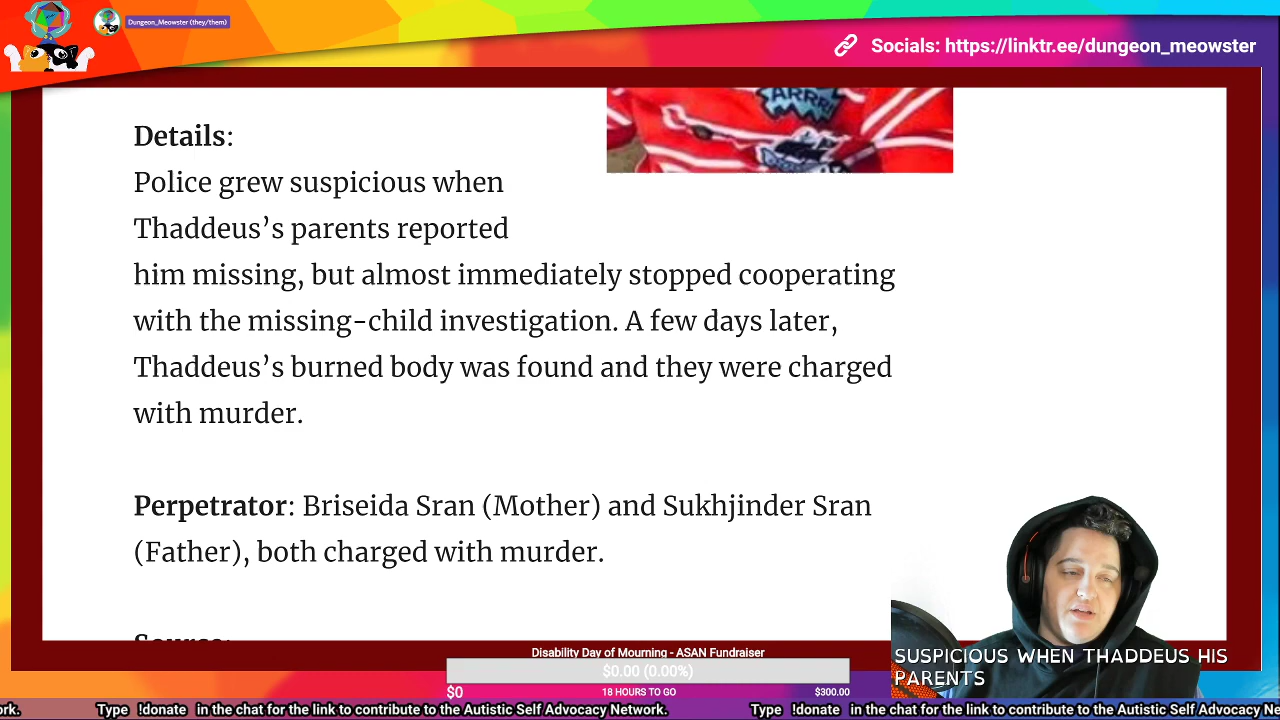 Dungeon_Meowster (they/them)
Socials: https://linktr.ee/dungeon_meowster
ARRR!
Details:
Police grew suspicious when
Thaddeus’s parents reported
him missing, but almost immediately stopped cooperating
with the missing-child investigation. A few days later,
Thaddeus’s burned body was found and they were charged
with murder.
Perpetrator: Briseida Sran (Mother) and Sukhjinder Sran
(Father), both charged with murder.
Source:
SUSPICIOUS WHEN THADDEUS HIS
PARENTS
Disability Day of Mourning - ASAN Fundraiser
$0.00 (0.00%)
$0 18 HOURS TO GO $300.00
rk. Type !donate in the chat for the link to contribute to the Autistic Self Advocacy Network. Type !donate in the chat for the link to contribute to the Autistic Self Advocacy Ne